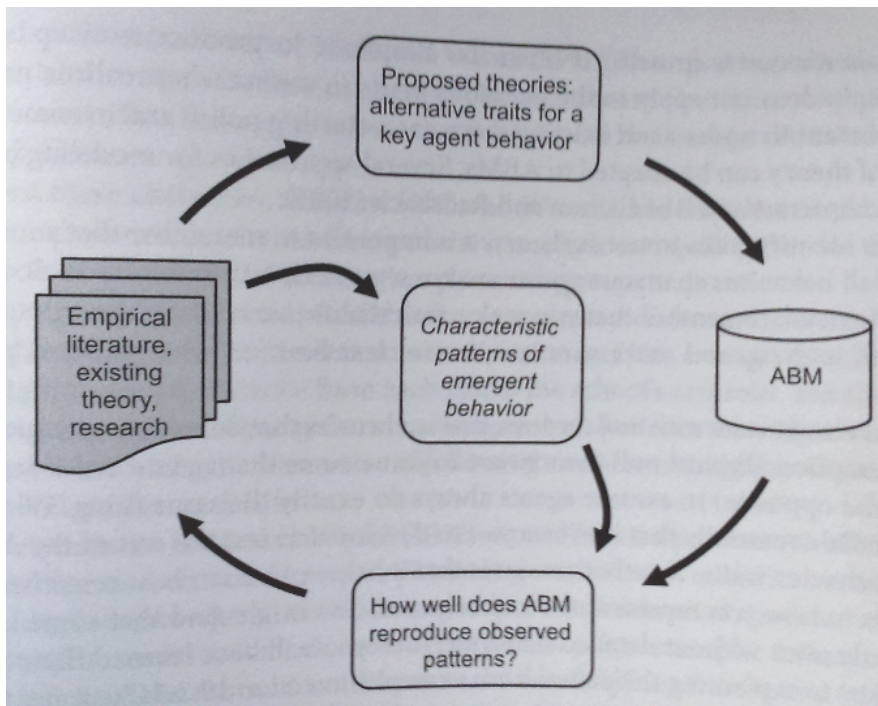 Proposed theories:
alternative traits for a
key agent behavior
Empirical
literature,
existing
theory,
research
Characteristic
patterns of
emergent
behavior
ABM
How well does ABM
reproduce observed
patterns?